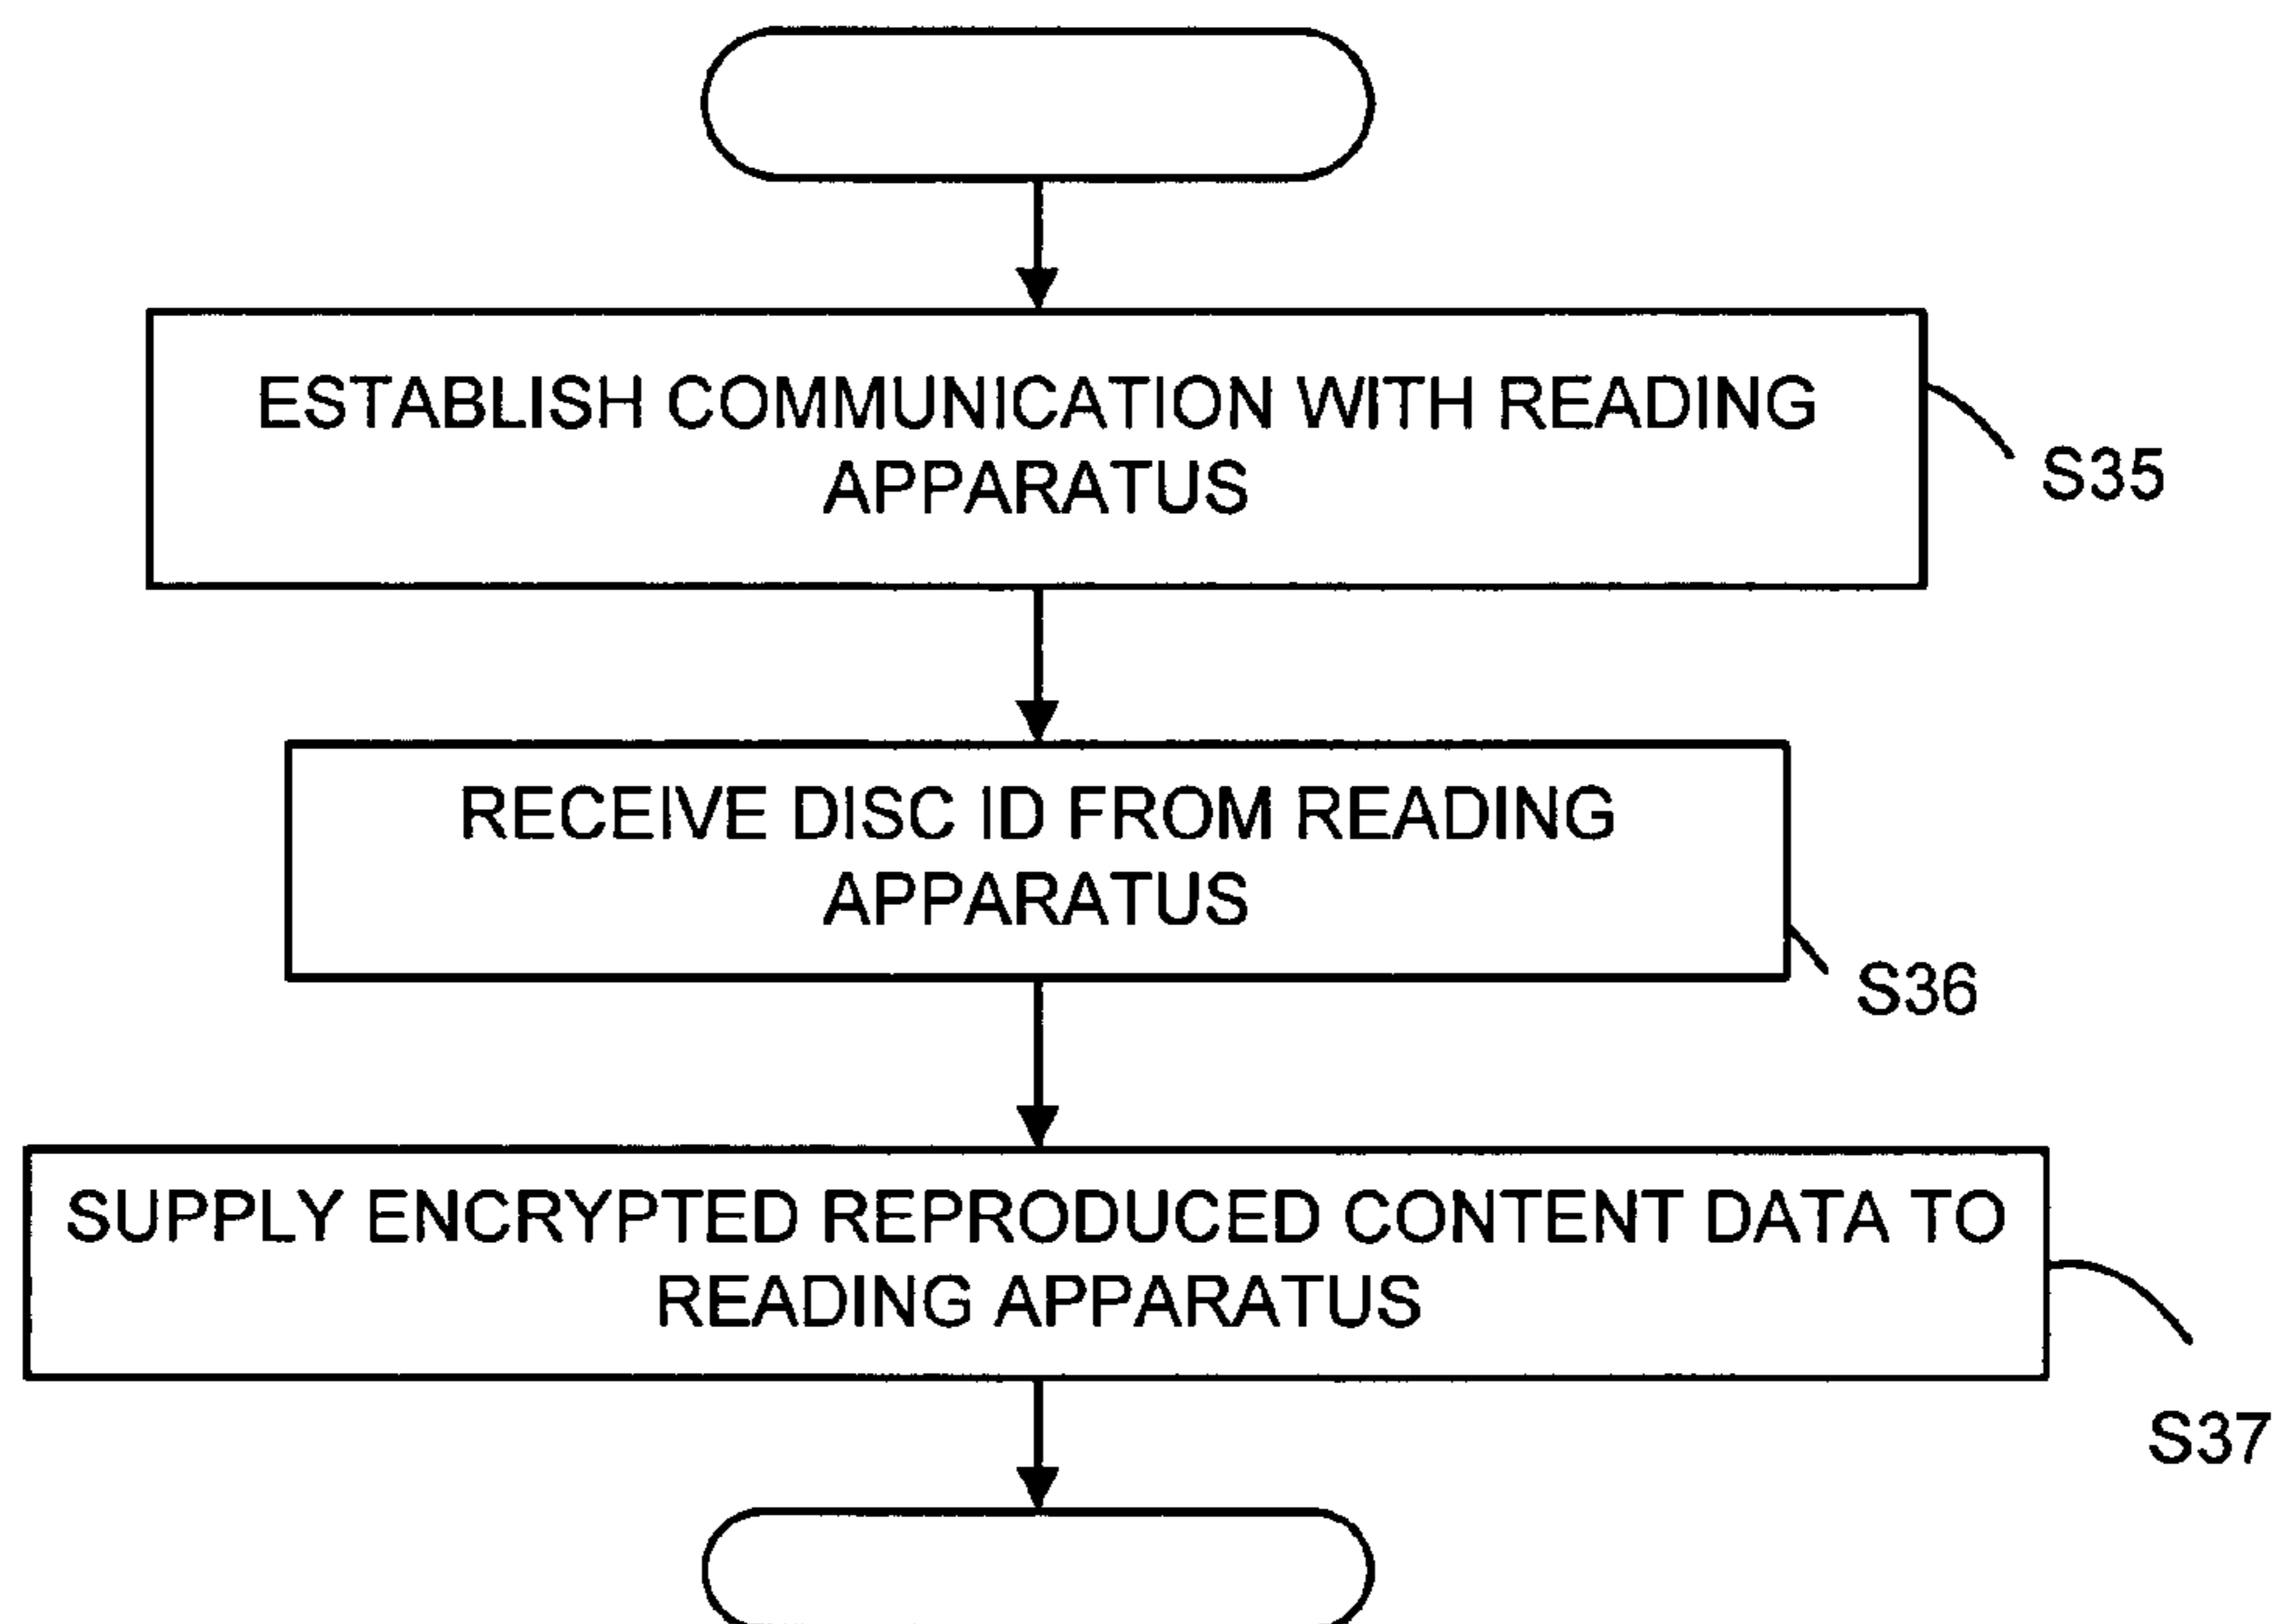 ESTABLISH COMMUNICATION WITH READING
APPARATUS
S35
RECEIVE DISC ID FROM READING
APPARATUS
S36
SUPPLY ENCRYPTED REPRODUCED CONTENT DATA TO
READING APPARATUS
S37